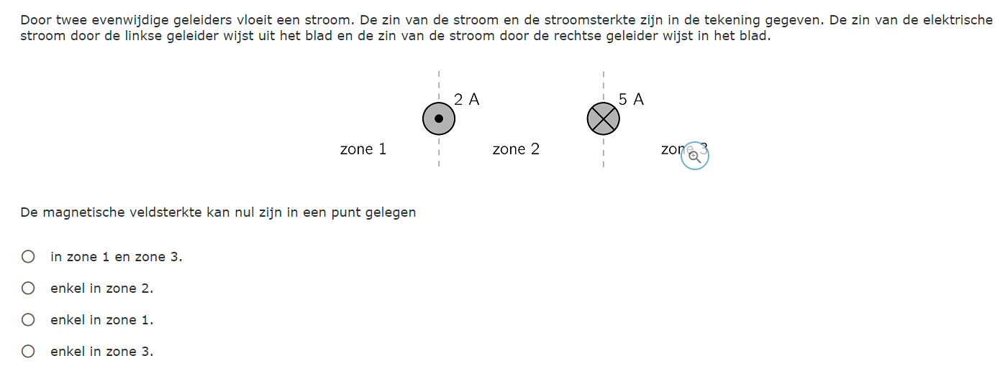 Door twee evenwijdige geleiders vloeit een stroom. De zin van de stroom en de stroomsterkte zijn in de tekening gegeven. De zin van de elektrische
stroom door de linkse geleider wijst uit het blad en de zin van de stroom door de rechtse geleider wijst in het blad.
2 A
5 A
zone 1
zone 2
zone 3
De magnetische veldsterkte kan nul zijn in een punt gelegen
in zone 1 en zone 3.
enkel in zone 2.
enkel in zone 1.
enkel in zone 3.